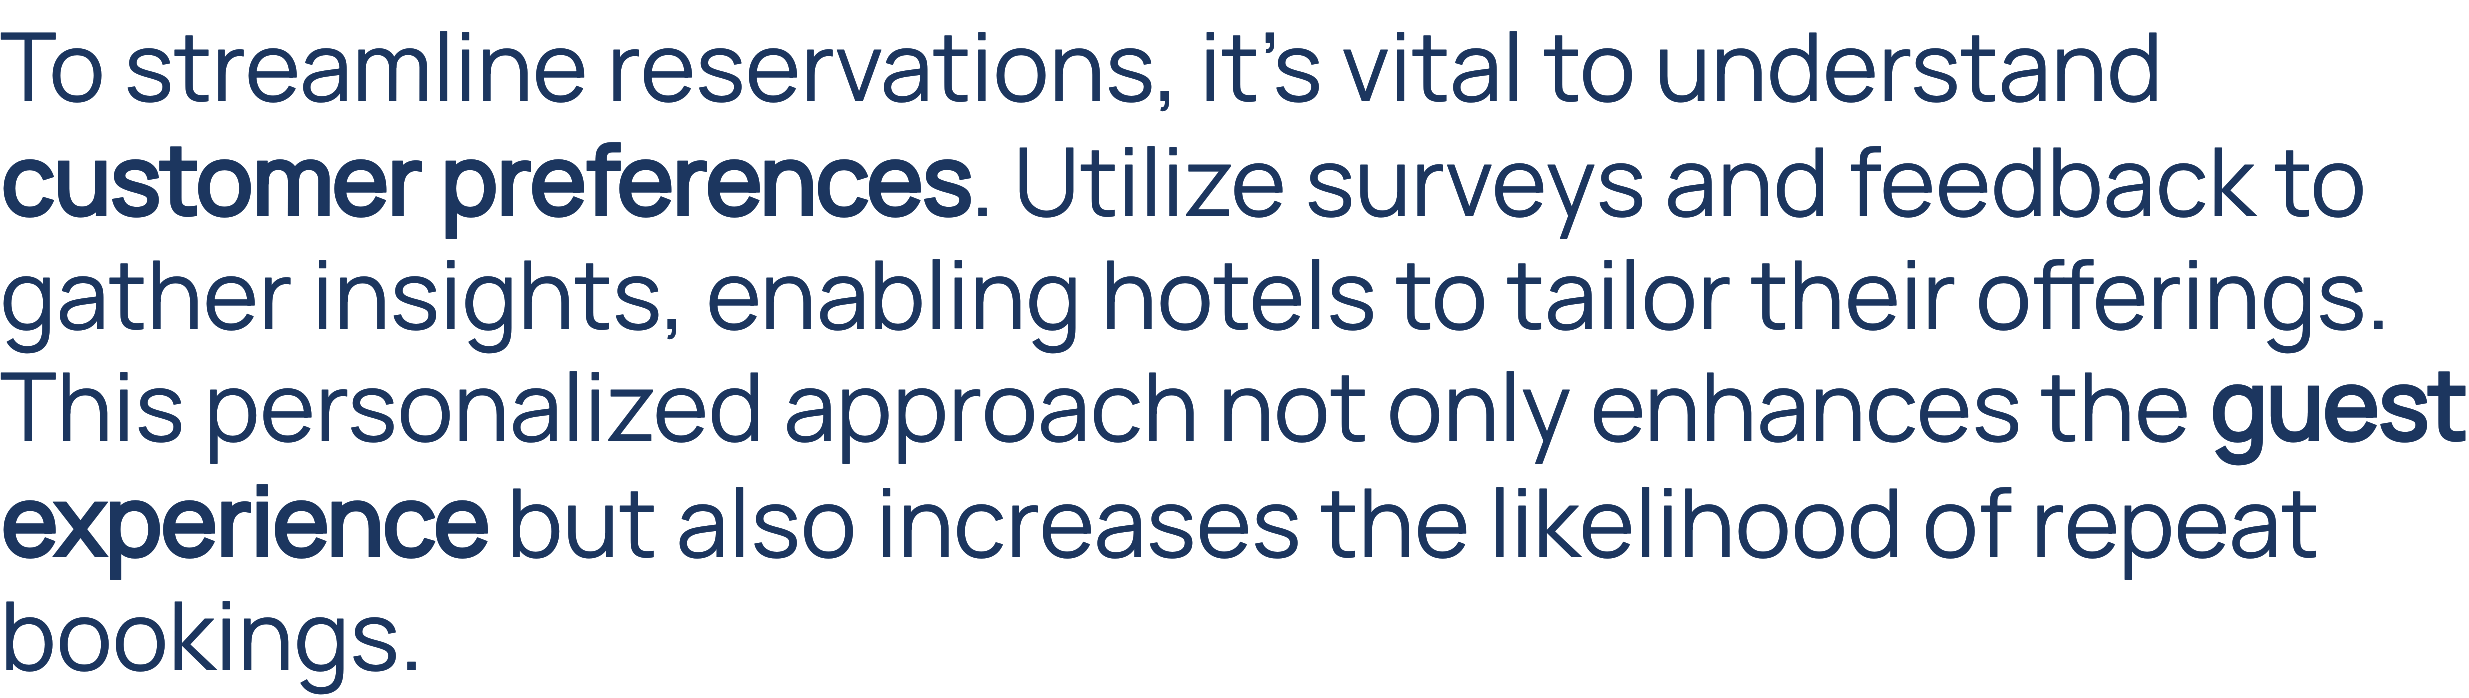 To streamline reservations, it’s vital to understand
customer preferences. Utilize surveys and feedback to
gather insights, enabling hotels to tailor their offerings.
This personalized approach not only enhances the guest
experience but also increases the likelihood of repeat
bookings.